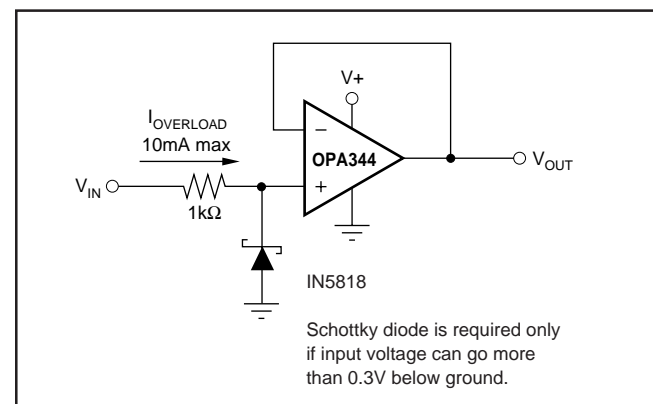 V+
I_OVERLOAD
10mA max
−
OPA344
V_OUT
V_IN
+
1kΩ
IN5818
Schottky diode is required only
if input voltage can go more
than 0.3V below ground.